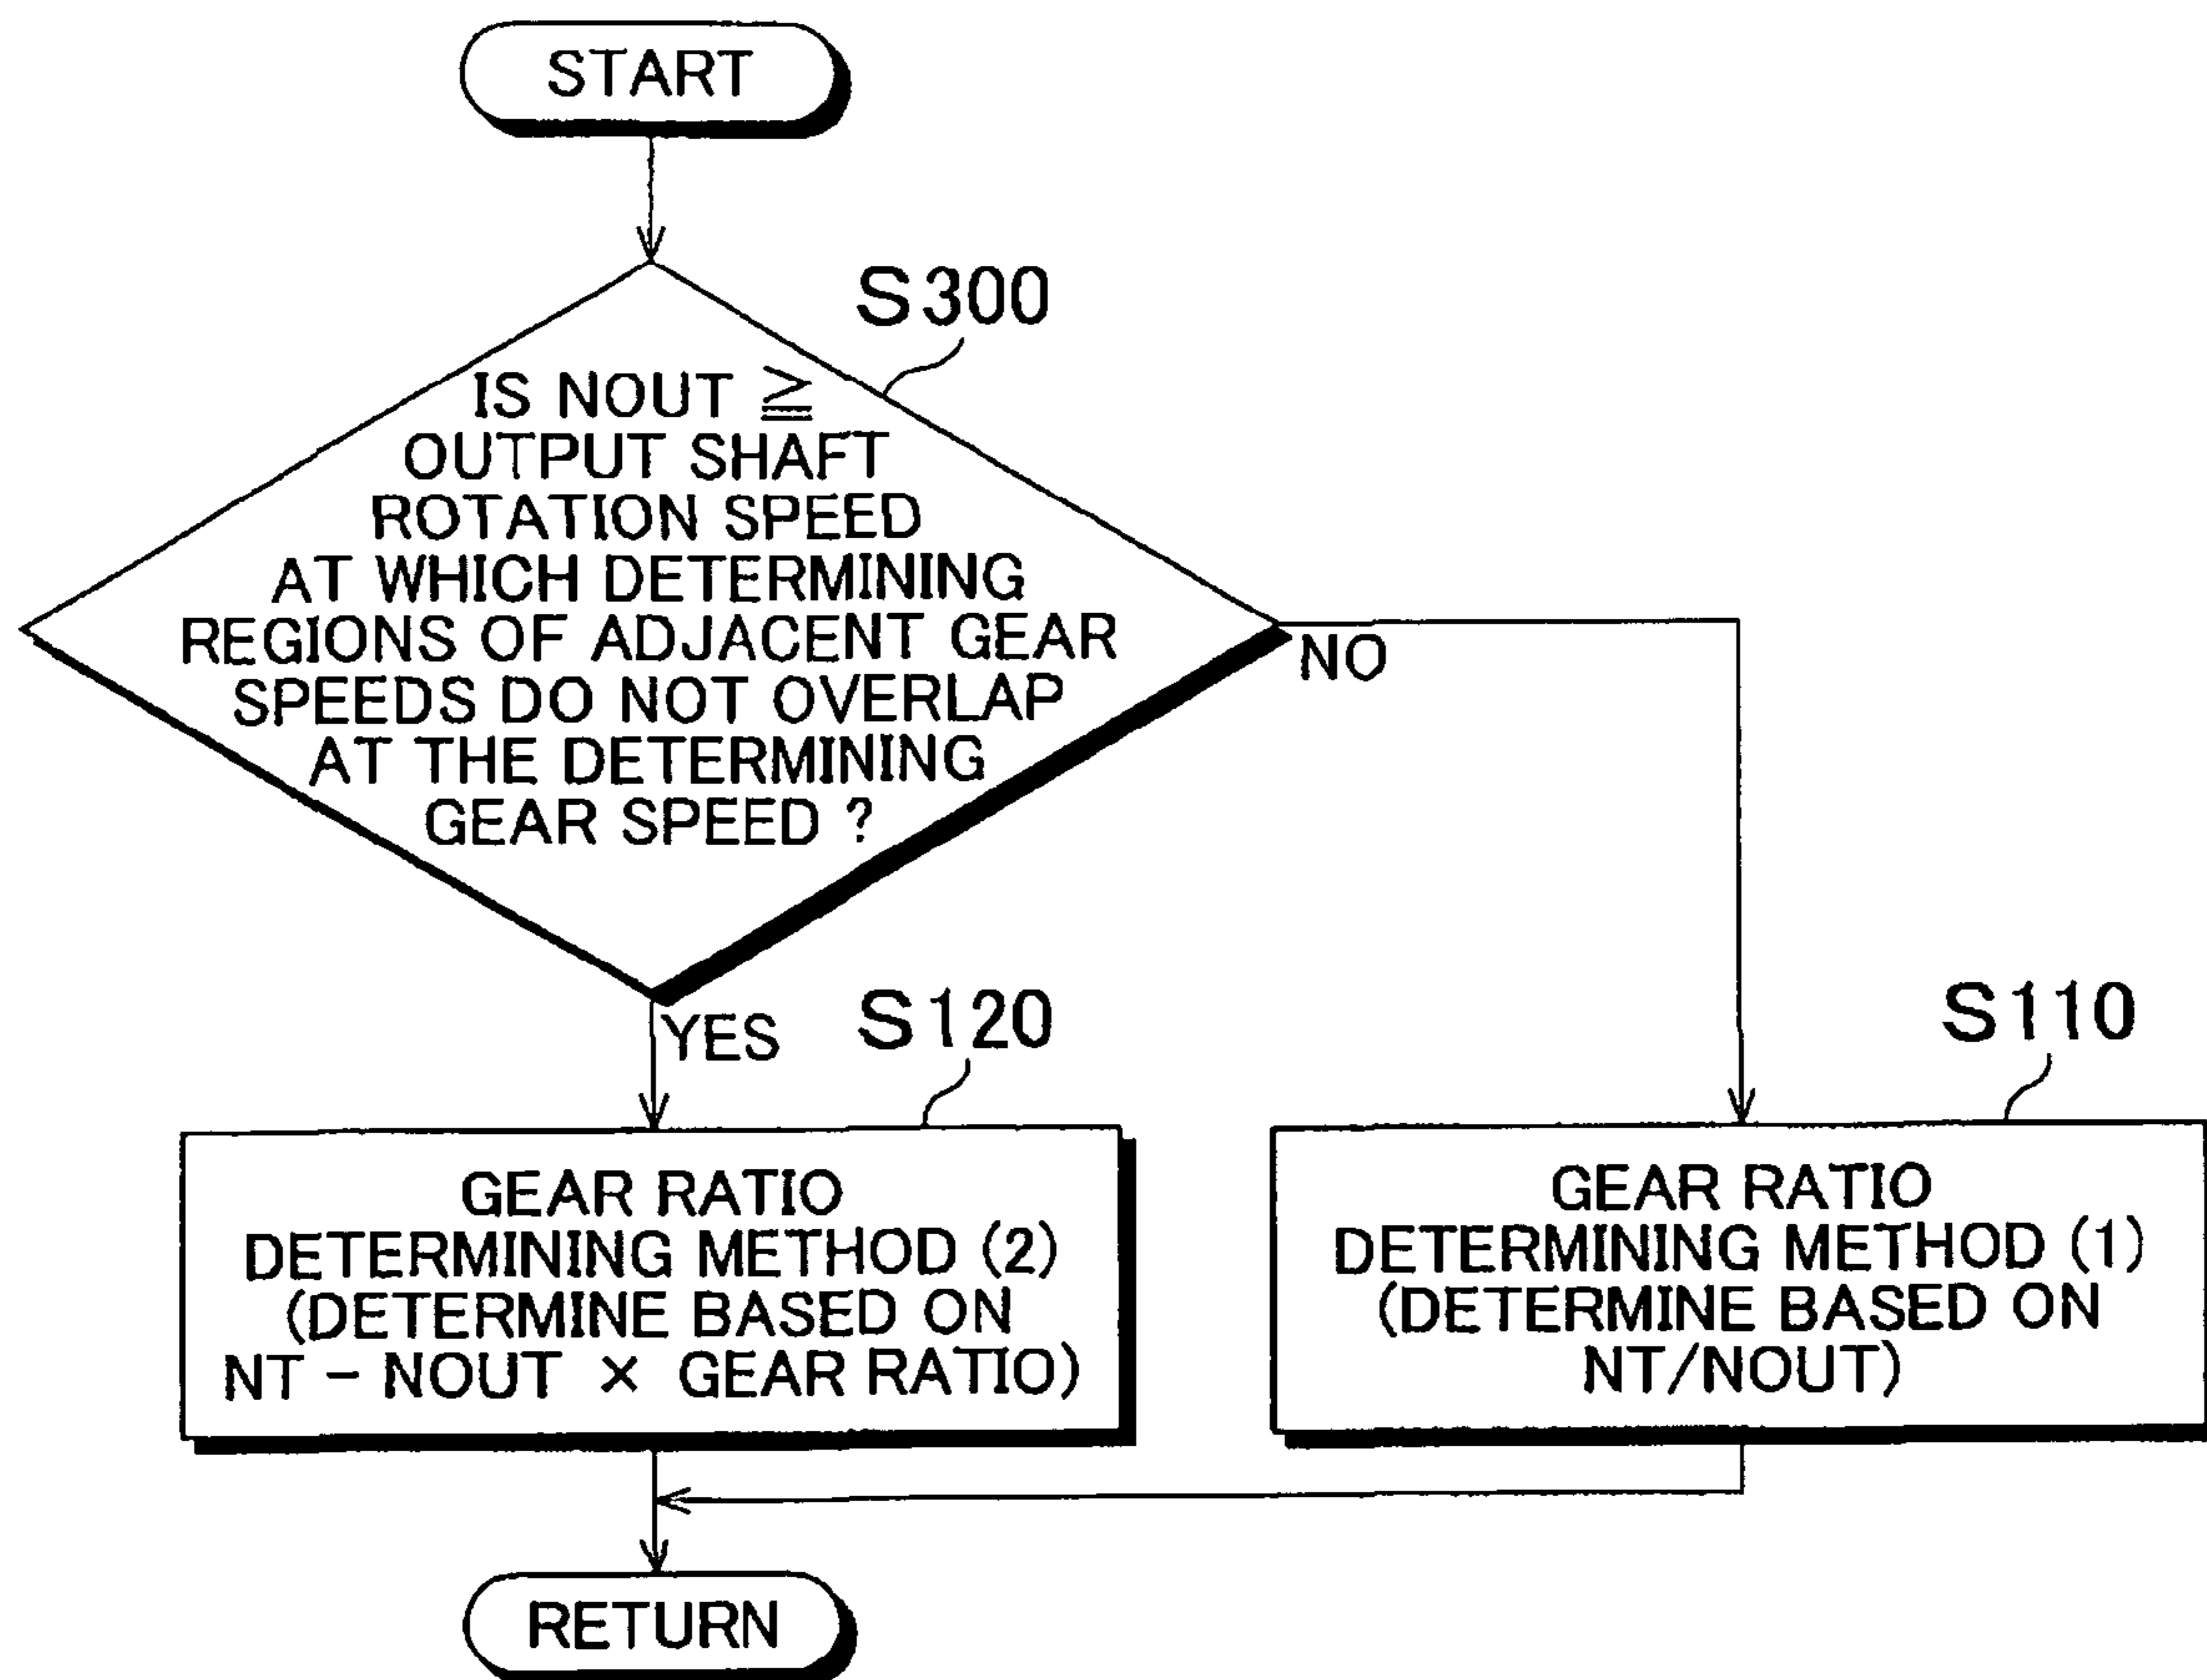 START
S300
IS NOUT ≧
OUTPUT SHAFT
ROTATION SPEED
AT WHICH DETERMINING
REGIONS OF ADJACENT GEAR
SPEEDS DO NOT OVERLAP
AT THE DETERMINING
GEAR SPEED ?
NO
YES
S120
GEAR RATIO
DETERMINING METHOD (2)
(DETERMINE BASED ON
NT – NOUT × GEAR RATIO)
S110
GEAR RATIO
DETERMINING METHOD (1)
(DETERMINE BASED ON
NT/NOUT)
RETURN